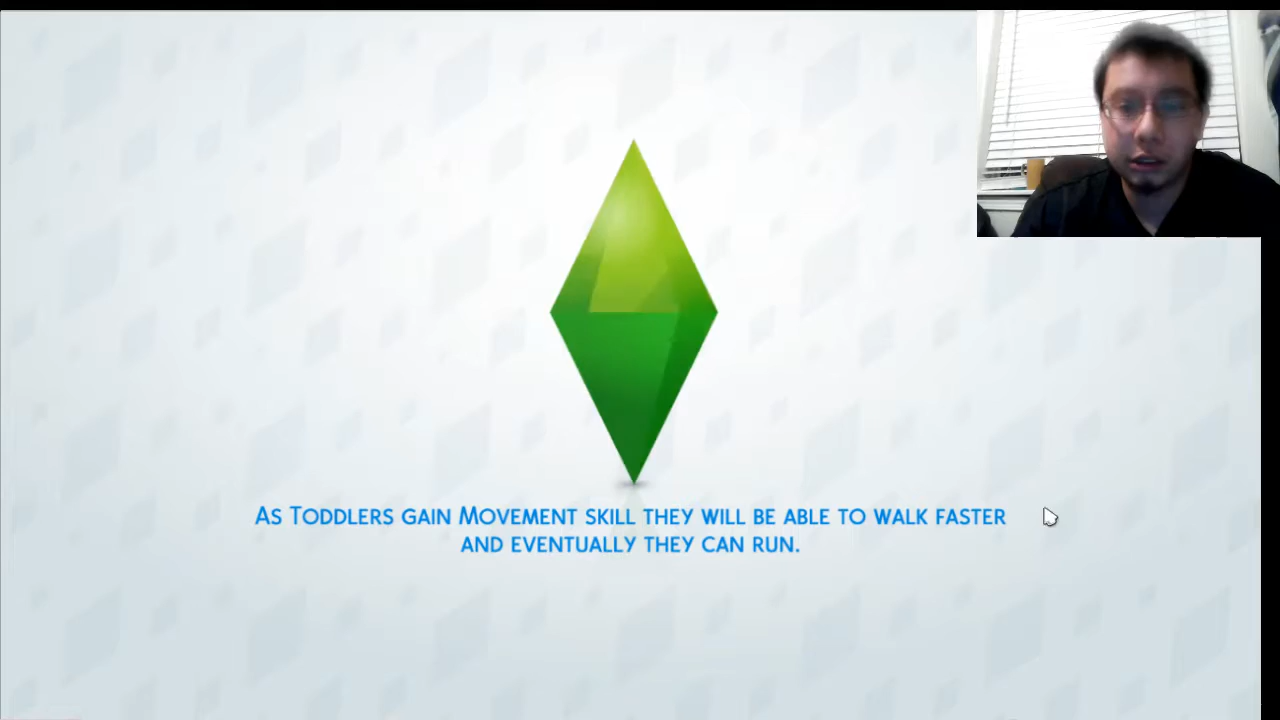 As Toddlers gain Movement skill they will be able to walk faster
and eventually they can run.